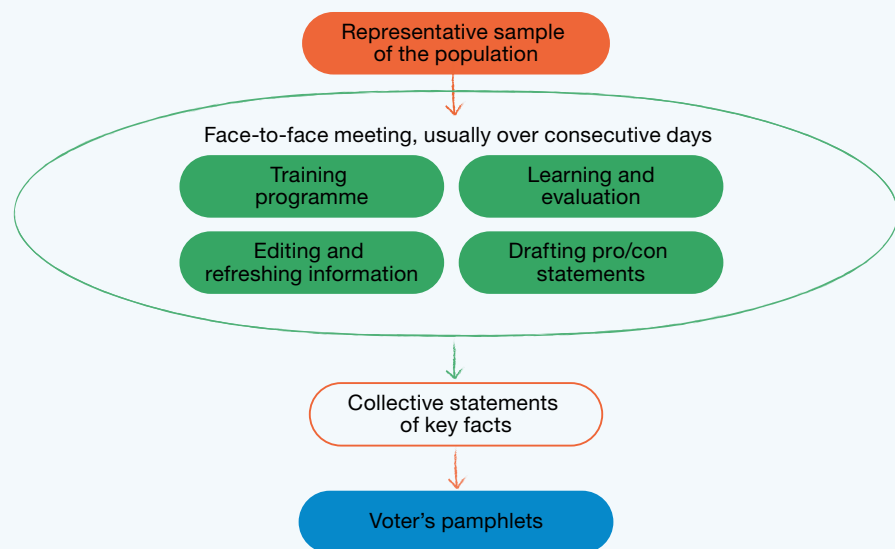 Representative sample
of the population
Face-to-face meeting, usually over consecutive days
Training
programme
Learning and
evaluation
Editing and
refreshing information
Drafting pro/con
statements
Collective statements
of key facts
Voter's pamphlets